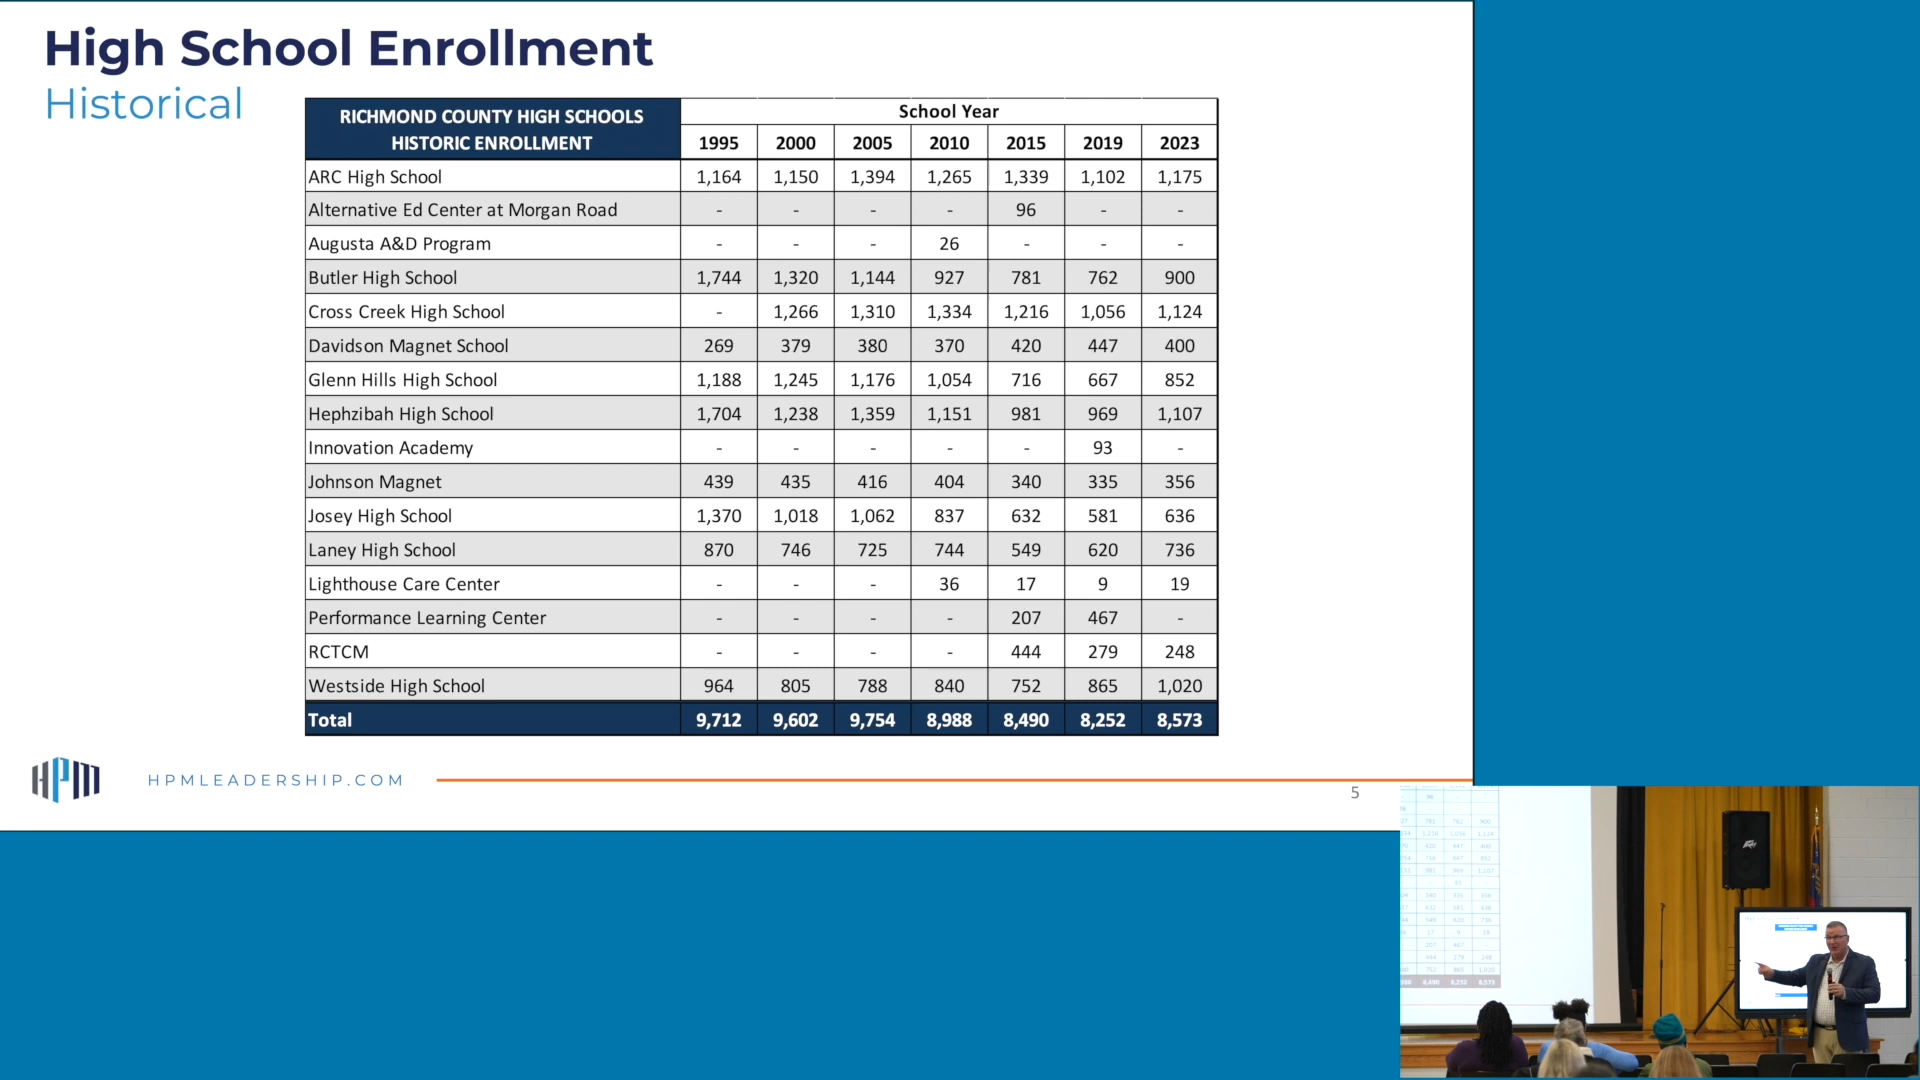 High School Enrollment
Historical
RICHMOND COUNTY HIGH SCHOOLS
HISTORIC ENROLLMENT
School Year
1995 2000 2005 2010 2015 2019 2023
ARC High School 1,164 1,150 1,394 1,265 1,339 1,102 1,175
Alternative Ed Center at Morgan Road - - - - 96 - -
Augusta A&D Program - - - 26 - - -
Butler High School 1,744 1,320 1,144 927 781 762 900
Cross Creek High School - 1,266 1,310 1,334 1,216 1,056 1,124
Davidson Magnet School 269 379 380 370 420 447 400
Glenn Hills High School 1,188 1,245 1,176 1,054 716 667 852
Hephzibah High School 1,704 1,238 1,359 1,151 981 969 1,107
Innovation Academy - - - - - 93 -
Johnson Magnet 439 435 416 404 340 335 356
Josey High School 1,370 1,018 1,062 837 632 581 636
Laney High School 870 746 725 744 549 620 736
Lighthouse Care Center - - - 36 17 9 19
Performance Learning Center - - - - 207 467 -
RCTCM - - - - 444 279 248
Westside High School 964 805 788 840 752 865 1,020
Total 9,712 9,602 9,754 8,988 8,490 8,252 8,573
HPM
HPMLEADERSHIP.COM
5